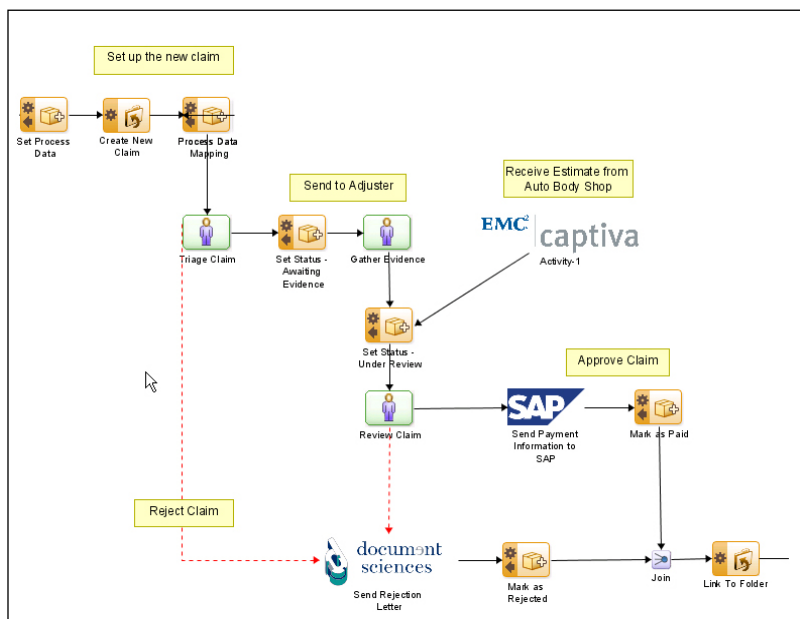 Set up the new claim
Set Process
Data
Create New
Claim
Process Data
Mapping
Send to Adjuster
Receive Estimate from
Auto Body Shop
Triage Claim
Set Status -
Awaiting
Evidence
Gather Evidence
EMC²
captiva
Activity-1
Set Status -
Under Review
Approve Claim
Review Claim
SAP
Send Payment
Information to
SAP
Mark as Paid
Reject Claim
document
sciences
Send Rejection
Letter
Mark as
Rejected
Join
Link To Folder